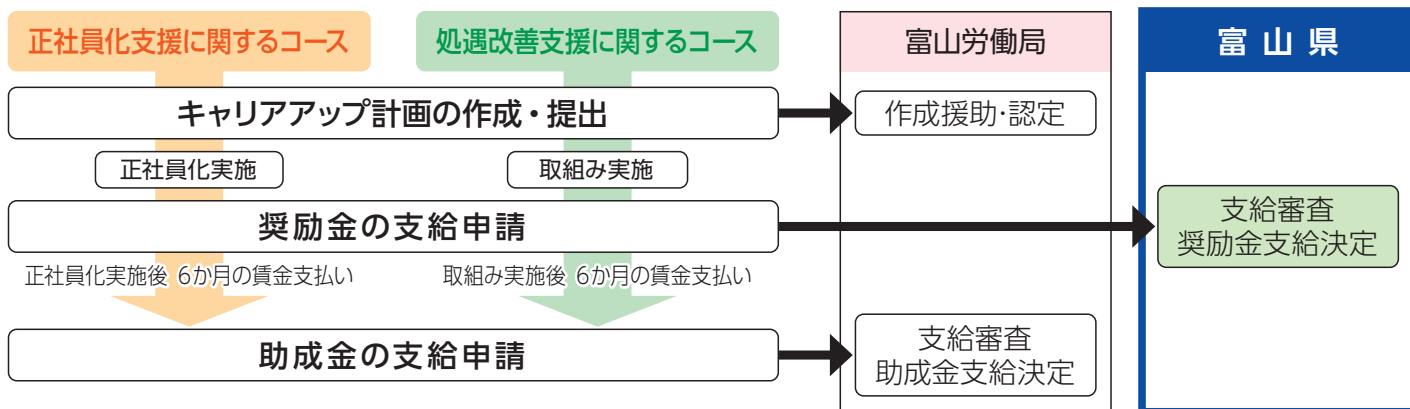 正社員化支援に関するコース
処遇改善支援に関するコース
富山労働局
富山県
キャリアアップ計画の作成・提出
作成援助・認定
正社員化実施
取組み実施
奨励金の支給申請
支給審査
奨励金支給決定
正社員化実施後 6か月の賃金支払い
取組み実施後 6か月の賃金支払い
助成金の支給申請
支給審査
助成金支給決定